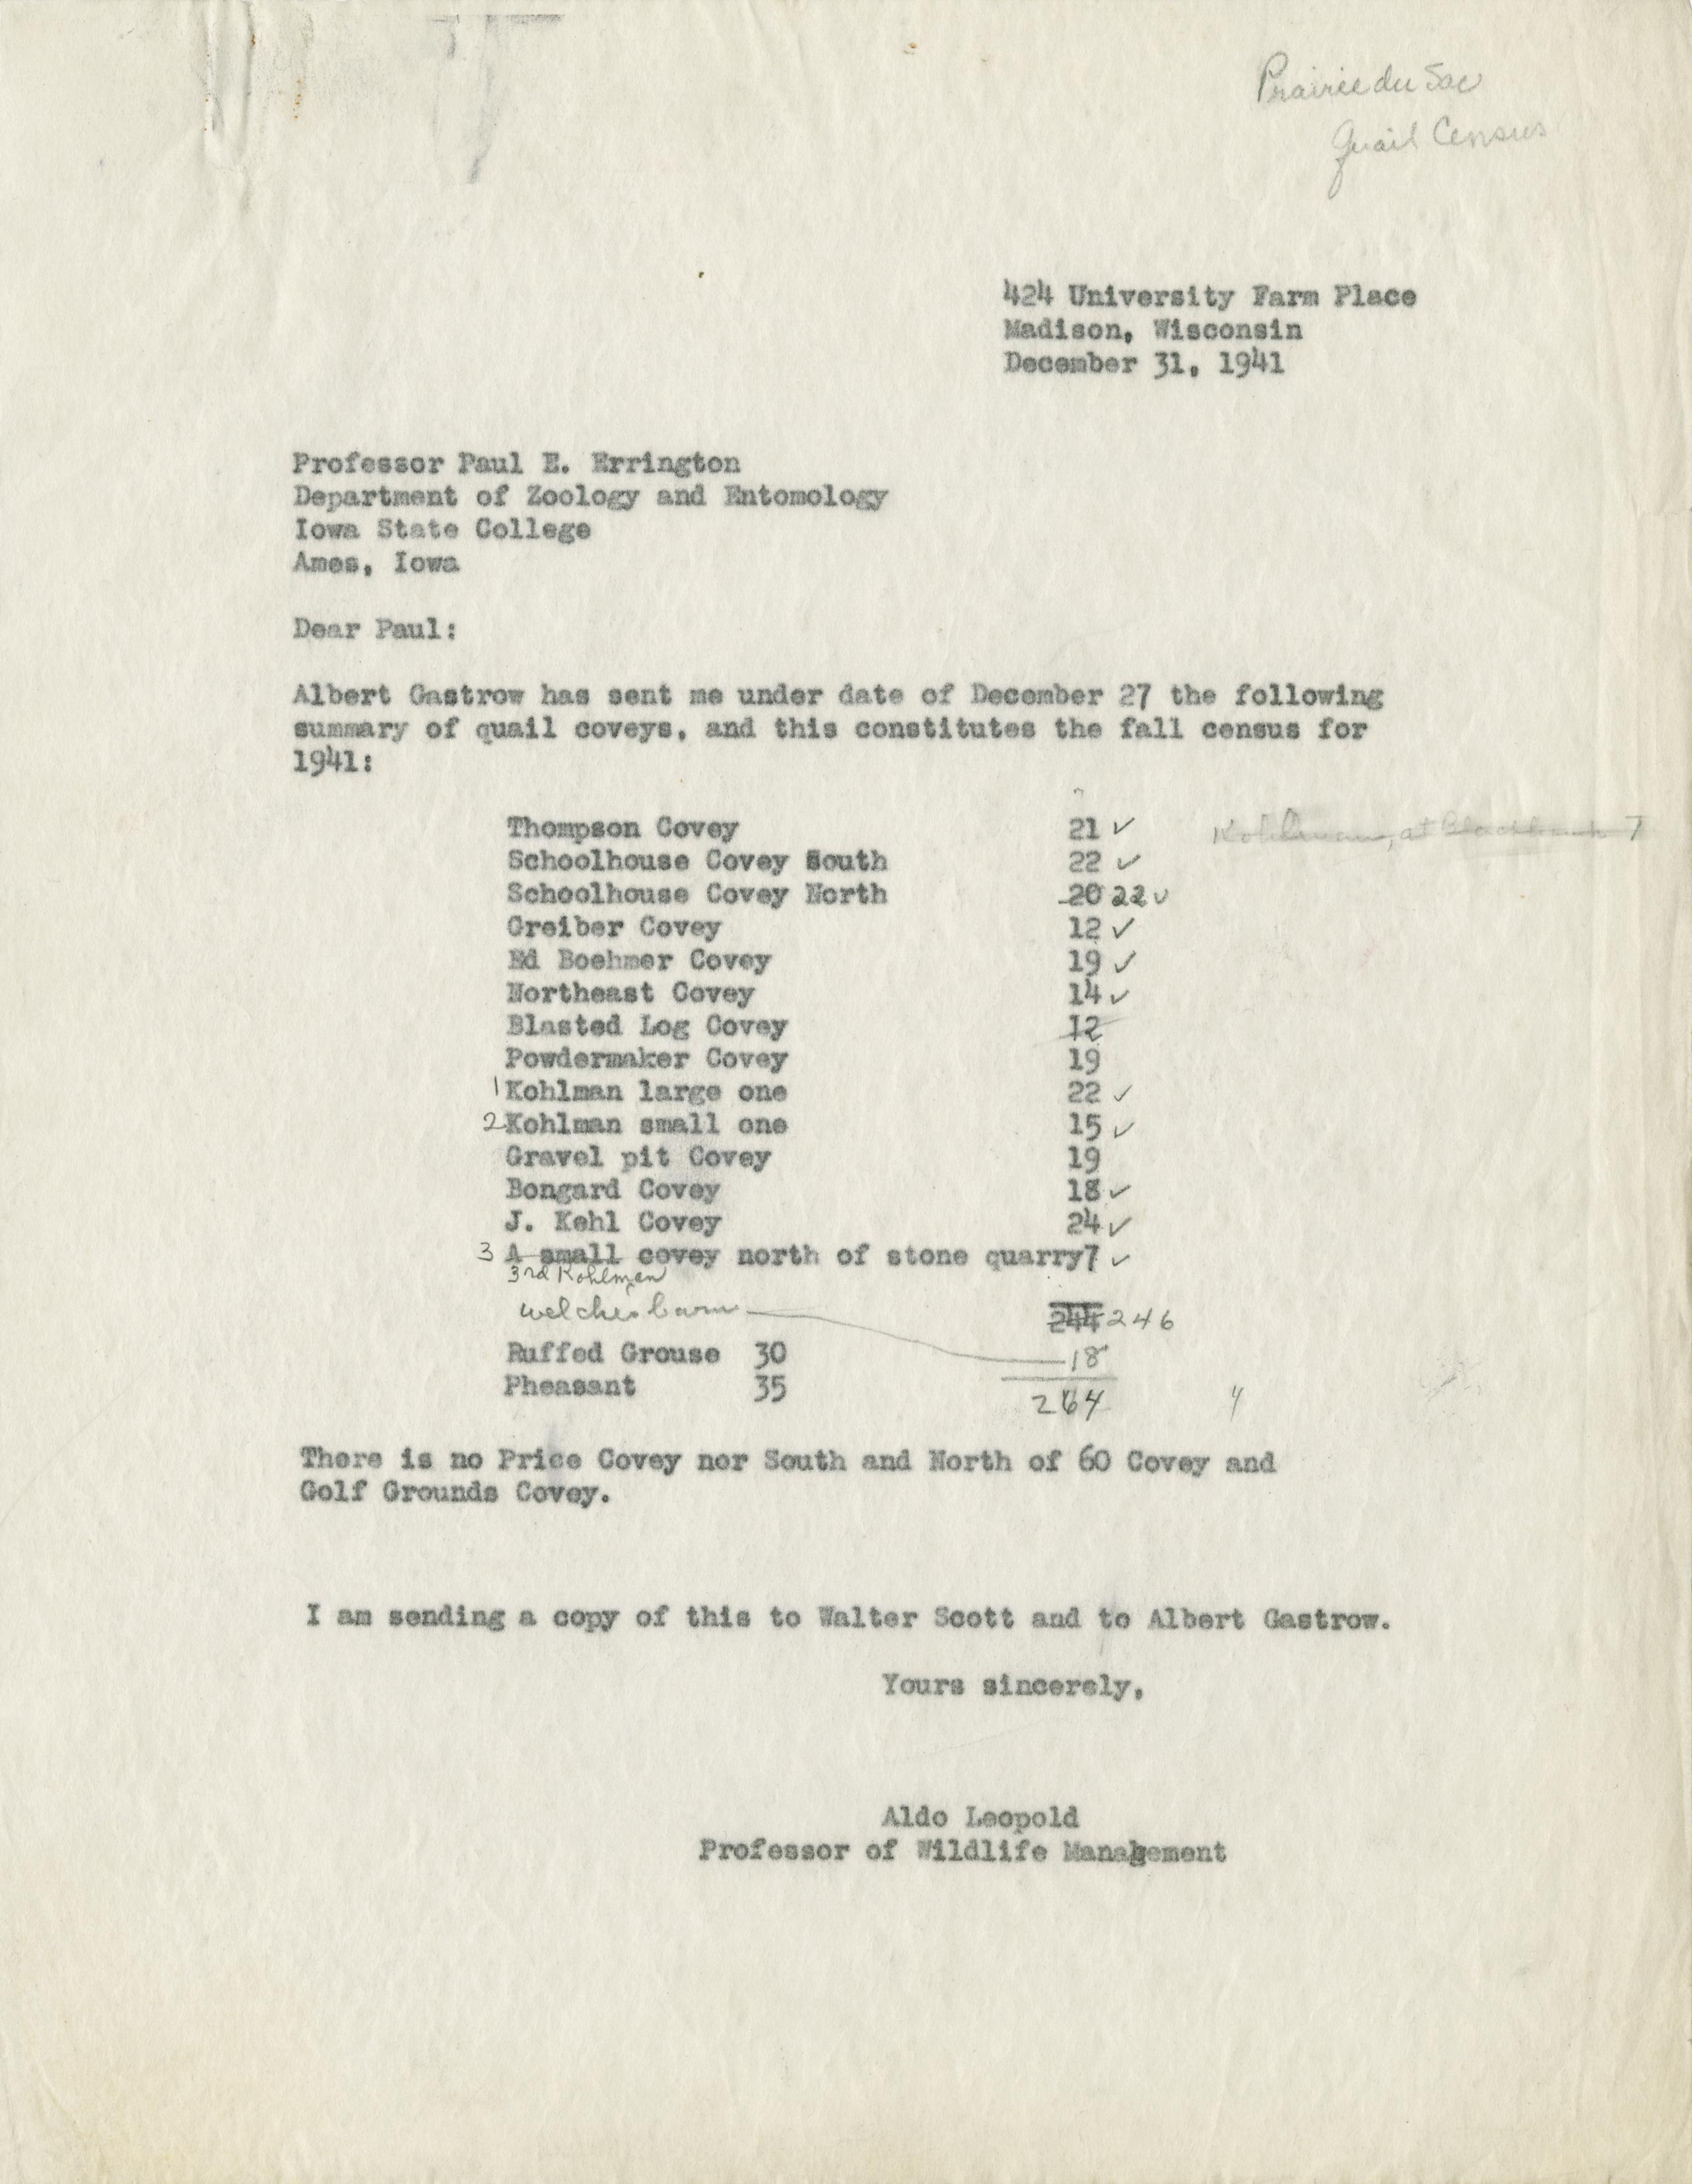 Prairie du Sac
Quail Census
424 University Farm Place
Madison, Wisconsin
December 31, 1941
Professor Paul E. Errington
Department of Zoology and Entomology
Iowa State College
Ames, Iowa
Dear Paul:
Albert Gastrow has sent me under date of December 27 the following
summary of quail coveys, and this constitutes the fall census for
1941:
Thompson Covey 21 ✓ Kohlman, at 7
Schoolhouse Covey South 22 ✓
Schoolhouse Covey North 20 22 ✓
Greiber Covey 12 ✓
Ed Boehmer Covey 19 ✓
Northeast Covey 14 ✓
Blasted Log Covey 12
Powdermaker Covey 19
1 Kohlman large one 22 ✓
2 Kohlman small one 15 ✓
Gravel pit Covey 19
Bongard Covey 18 ✓
J. Kehl Covey 24 ✓
3 A small covey north of stone quarry 7 ✓
3rd Kohlman
welches barn 244 246
Ruffed Grouse 30 18
Pheasant 35 264
There is no Price Covey nor South and North of 60 Covey and
Golf Grounds Covey.
I am sending a copy of this to Walter Scott and to Albert Gastrow.
Yours sincerely,
Aldo Leopold
Professor of Wildlife Management